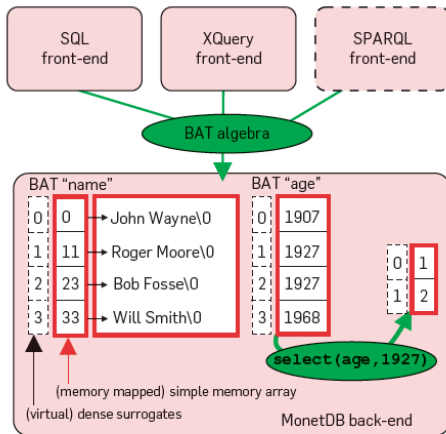 SQL
front-end
XQuery
front-end
SPARQL
front-end
BAT algebra
BAT “name”
BAT “age”
0 0 John Wayne\0 0 1907
1 11 Roger Moore\0 1 1927
2 23 Bob Fosse\0 2 1927
3 33 Will Smith\0 3 1968
0 1
1 2
select(age,1927)
(memory mapped) simple memory array
(virtual) dense surrogates
MonetDB back-end